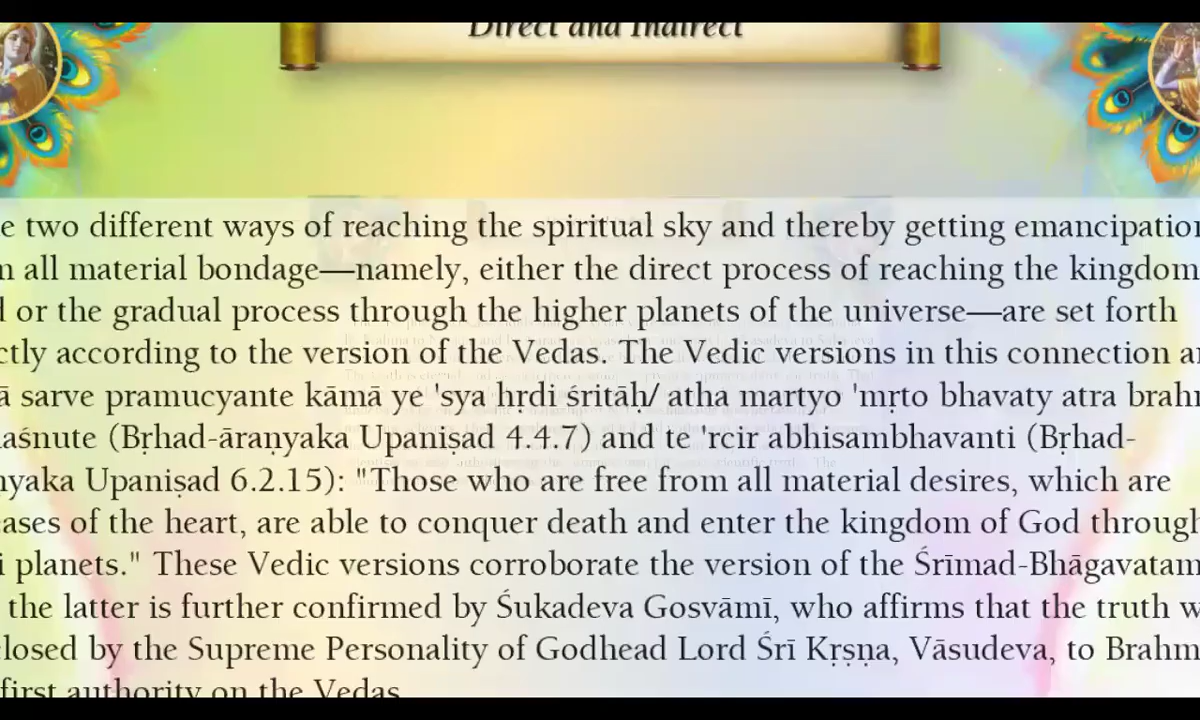 Direct and Indirect
e two different ways of reaching the spiritual sky and thereby getting emancipation
n all material bondage—namely, either the direct process of reaching the kingdom
d or the gradual process through the higher planets of the universe—are set forth
ctly according to the version of the Vedas. The Vedic versions in this connection a
ā sarve pramucyante kāmā ye 'sya hṛdi śritāḥ/ atha martyo 'mṛto bhavaty atra brahm
aśnute (Bṛhad-āraṇyaka Upaniṣad 4.4.7) and te 'rcir abhisambhavanti (Bṛhad-
ṇyaka Upaniṣad 6.2.15): "Those who are free from all material desires, which are
eases of the heart, are able to conquer death and enter the kingdom of God through
i planets." These Vedic versions corroborate the version of the Śrīmad-Bhāgavatam
the latter is further confirmed by Śukadeva Gosvāmī, who affirms that the truth w
closed by the Supreme Personality of Godhead Lord Śrī Kṛṣṇa, Vāsudeva, to Brahm
first authority on the Vedas